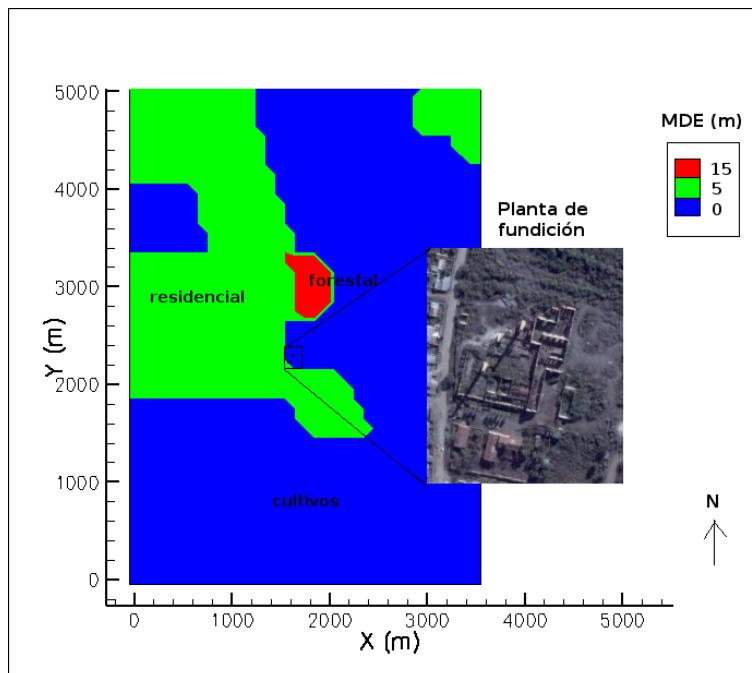 MDE (m)
15
5
0
Planta de
fundición
5000
4000
3000
2000
1000
0
Y (m)
forestal
residencial
cultivos
N
0 1000 2000 3000 4000 5000
X (m)